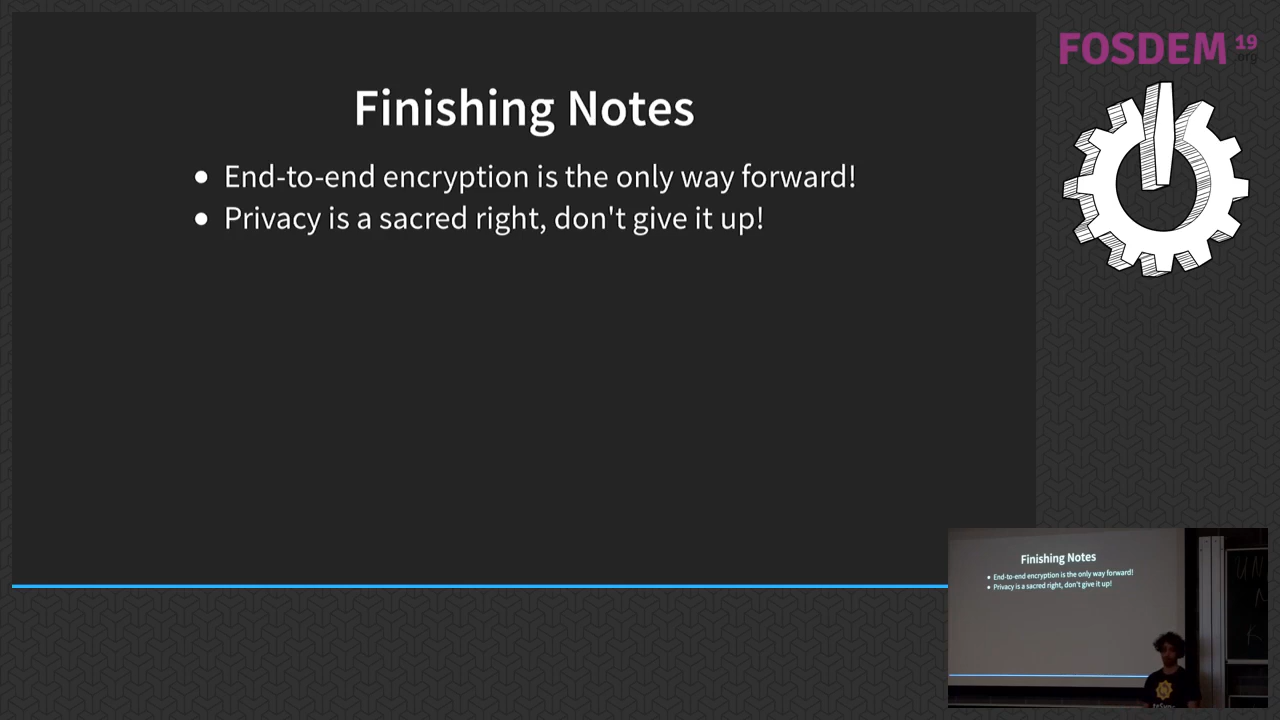 FOSDEM 19
.org
Finishing Notes
End-to-end encryption is the only way forward!
Privacy is a sacred right, don't give it up!
Finishing Notes
End-to-end encryption is the only way forward!
Privacy is a sacred right, don't give it up!